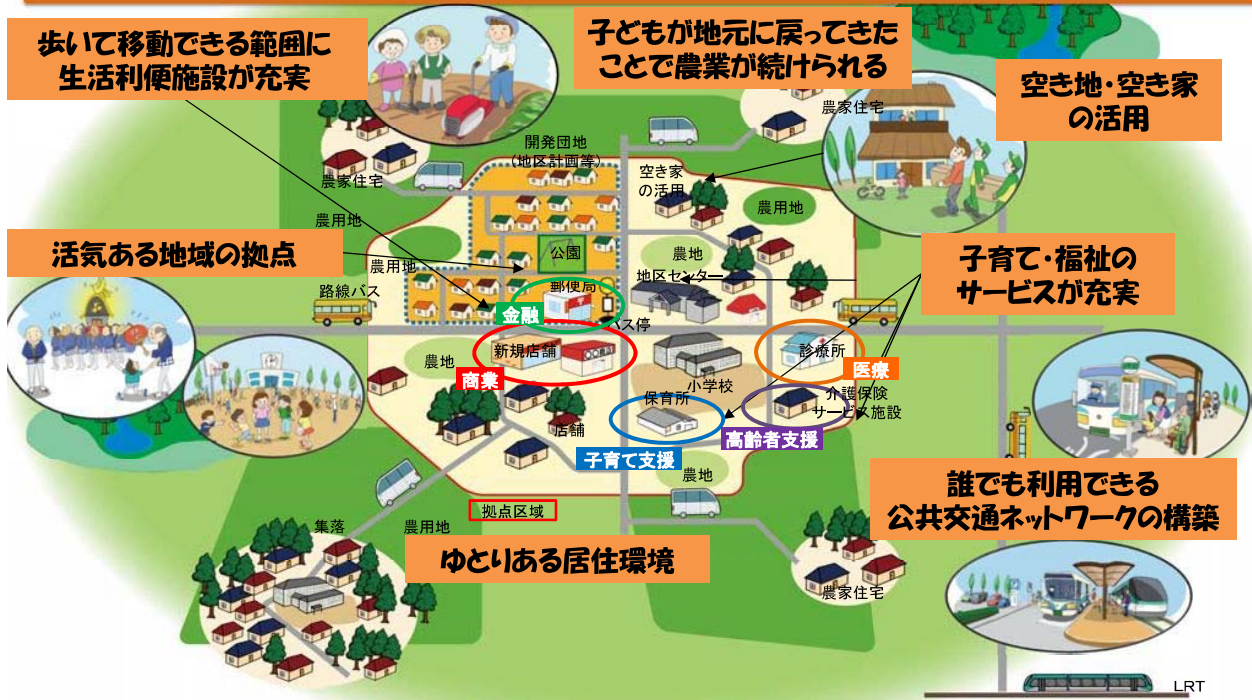 歩いて移動できる範囲に
生活利便施設が充実
子どもが地元に戻ってきた
ことで農業が続けられる
空き地・空き家
の活用
農家住宅
開発団地
(地区計画等)
農家住宅
空き家
の活用
農用地
農用地
活気ある地域の拠点
農用地
公園
農地
地区センター
子育て・福祉の
サービスが充実
路線バス
郵便局
金融
バス停
農地
新規店舗
商業
小学校
診療所
医療
保育所
介護保険
サービス施設
店舗
子育て支援
高齢者支援
農地
拠点区域
集落
農用地
ゆとりある居住環境
誰でも利用できる
公共交通ネットワークの構築
農家住宅
LRT